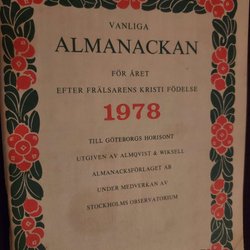 VANLIGA
ALMANACKAN
FÖR ÅRET
EFTER FRÄLSARENS KRISTI FÖDELSE
1978
TILL GÖTEBORGS HORISONT
UTGIVEN AV ALMQVIST & WIKSELL
ALMANACKSFÖRLAGET AB
UNDER MEDVERKAN AV
STOCKHOLMS OBSERVATORIUM